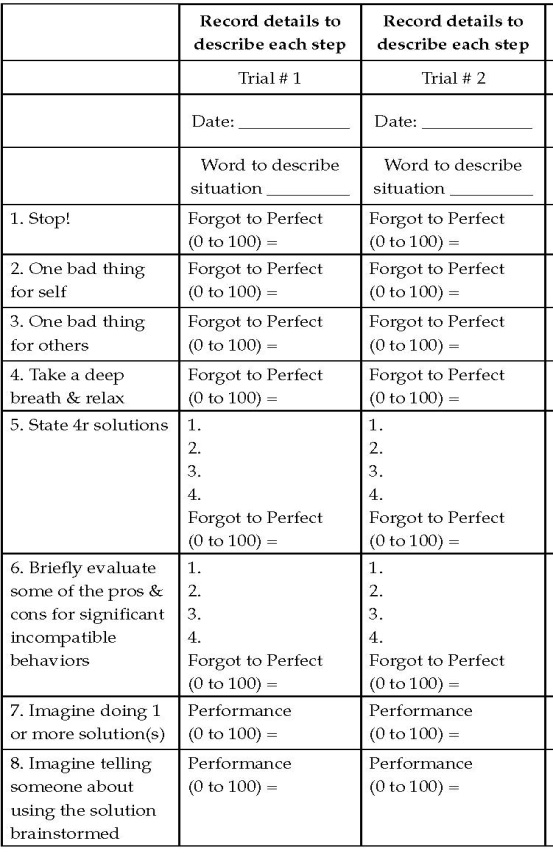 Record details to
describe each step
Record details to
describe each step
Trial # 1
Trial # 2
Date: ____________
Date: ____________
Word to describe
situation _________
Word to describe
situation _________
1. Stop!
Forgot to Perfect
(0 to 100) =
Forgot to Perfect
(0 to 100) =
2. One bad thing
for self
Forgot to Perfect
(0 to 100) =
Forgot to Perfect
(0 to 100) =
3. One bad thing
for others
Forgot to Perfect
(0 to 100) =
Forgot to Perfect
(0 to 100) =
4. Take a deep
breath & relax
Forgot to Perfect
(0 to 100) =
Forgot to Perfect
(0 to 100) =
5. State 4r solutions
1.
2.
3.
4.
Forgot to Perfect
(0 to 100) =
1.
2.
3.
4.
Forgot to Perfect
(0 to 100) =
6. Briefly evaluate
some of the pros &
cons for significant
incompatible
behaviors
1.
2.
3.
4.
Forgot to Perfect
(0 to 100) =
1.
2.
3.
4.
Forgot to Perfect
(0 to 100) =
7. Imagine doing 1
or more solution(s)
Performance
(0 to 100) =
Performance
(0 to 100) =
8. Imagine telling
someone about
using the solution
brainstormed
Performance
(0 to 100) =
Performance
(0 to 100) =